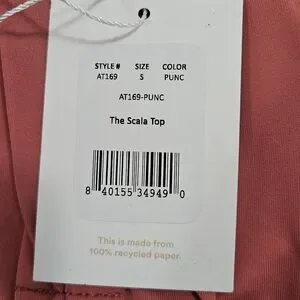 STYLE # SIZE COLOR
AT169 S PUNC
AT169-PUNC
The Scala Top
8 40155 34949 0
This is made from
100% recycled paper.